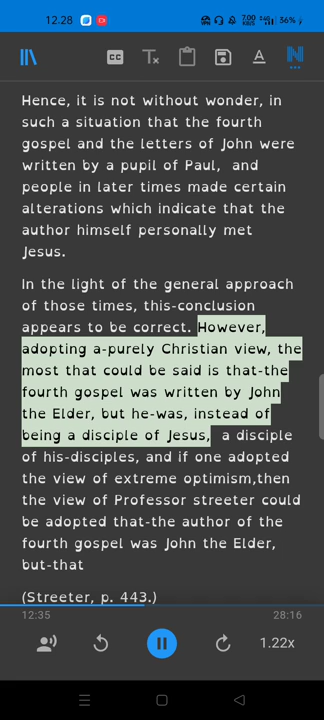 12.28
7.00
KB/S
36%
CC
Hence, it is not without wonder, in
such a situation that the fourth
gospel and the letters of John were
written by a pupil of Paul, and
people in later times made certain
alterations which indicate that the
author himself personally met
Jesus.
In the light of the general approach
of those times, this-conclusion
appears to be correct. However,
adopting a-purely Christian view, the
most that could be said is that-the
fourth gospel was written by John
the Elder, but he-was, instead of
being a disciple of Jesus, a disciple
of his-disciples, and if one adopted
the view of extreme optimism,then
the view of Professor streeter could
be adopted that-the author of the
fourth gospel was John the Elder,
but-that
(Streeter, p. 443.)
12:35 28:16
1.22x